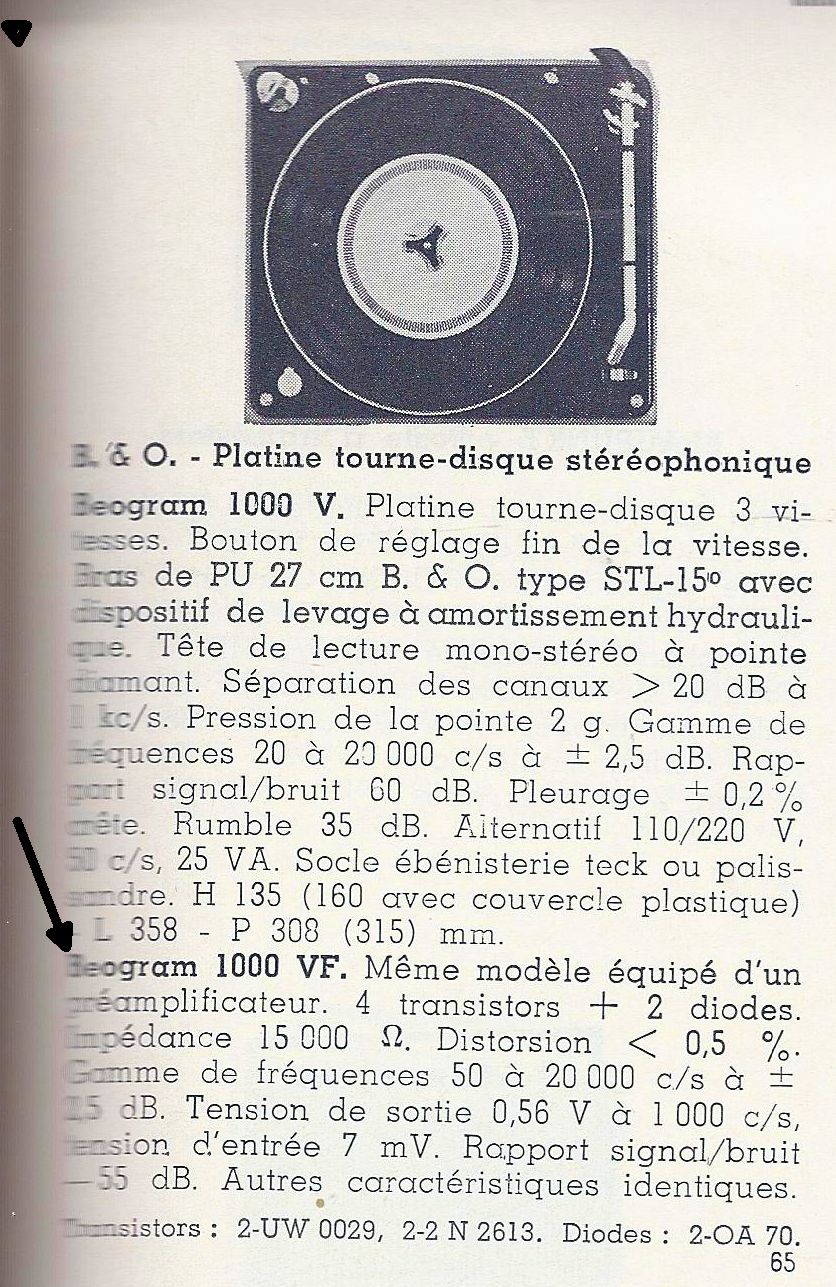 B. & O. - Platine tourne-disque stéréophonique
Beogram 1000 V. Platine tourne-disque 3 vi-
tesses. Bouton de réglage fin de la vitesse.
Bras de PU 27 cm B. & O. type STL-15º avec
dispositif de levage à amortissement hydrauli-
que. Tête de lecture mono-stéréo à pointe
diamant. Séparation des canaux > 20 dB à
1 kc/s. Pression de la pointe 2 g. Gamme de
fréquences 20 à 20 000 c/s à ± 2,5 dB. Rap-
port signal/bruit 60 dB. Pleurage ± 0,2 %
crête. Rumble 35 dB. Alternatif 110/220 V,
50 c/s, 25 VA. Socle ébénisterie teck ou palis-
sandre. H 135 (160 avec couvercle plastique)
- L 358 - P 308 (315) mm.
Beogram 1000 VF. Même modèle équipé d'un
préamplificateur. 4 transistors + 2 diodes.
Impédance 15 000 Ω. Distorsion < 0,5 %.
Gamme de fréquences 50 à 20 000 c/s à ±
1,5 dB. Tension de sortie 0,56 V à 1 000 c/s,
tension d'entrée 7 mV. Rapport signal/bruit
—55 dB. Autres caractéristiques identiques.
Transistors : 2-UW 0029, 2-2 N 2613. Diodes : 2-OA 70.
65